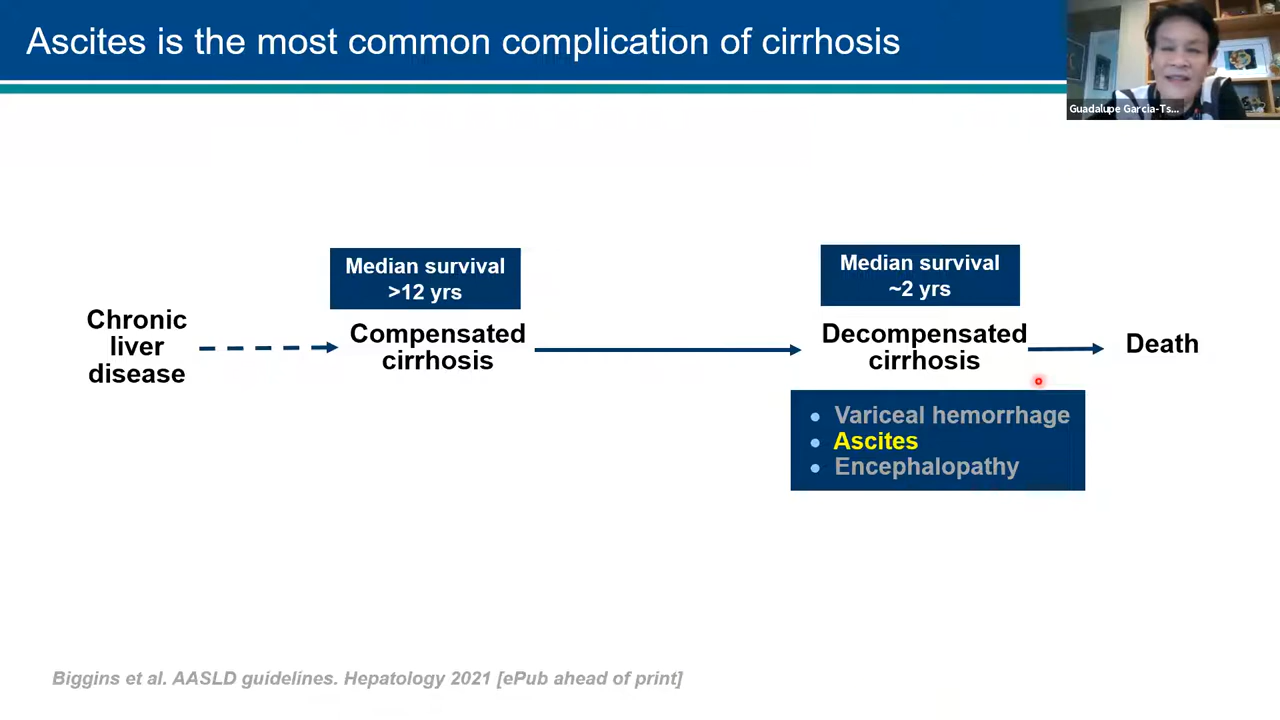 Ascites is the most common complication of cirrhosis
Guadalupe Garcia-Ts...
Median survival
>12 yrs
Median survival
~2 yrs
Chronic
liver
disease
Compensated
cirrhosis
Decompensated
cirrhosis
Death
• Variceal hemorrhage
• Ascites
• Encephalopathy
Biggins et al. AASLD guidelines. Hepatology 2021 [ePub ahead of print]